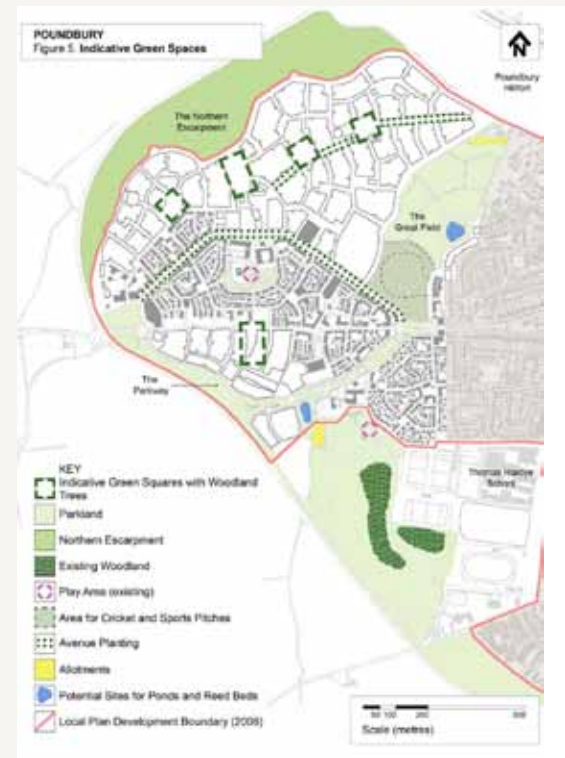 POUNDBURY
Figure 5. Indicative Green Spaces
Poundbury
The Northern
Escarpment
The
Great Field
The
Parkway
Thomas Hardye
School
KEY
Indicative Green Squares with Woodland
Trees
Parkland
Northern Escarpment
Existing Woodland
Play Area (existing)
Area for Cricket and Sports Pitches
Avenue Planting
Allotments
Potential Sites for Ponds and Reed Beds
Local Plan Development Boundary (2006)
Scale (metres)